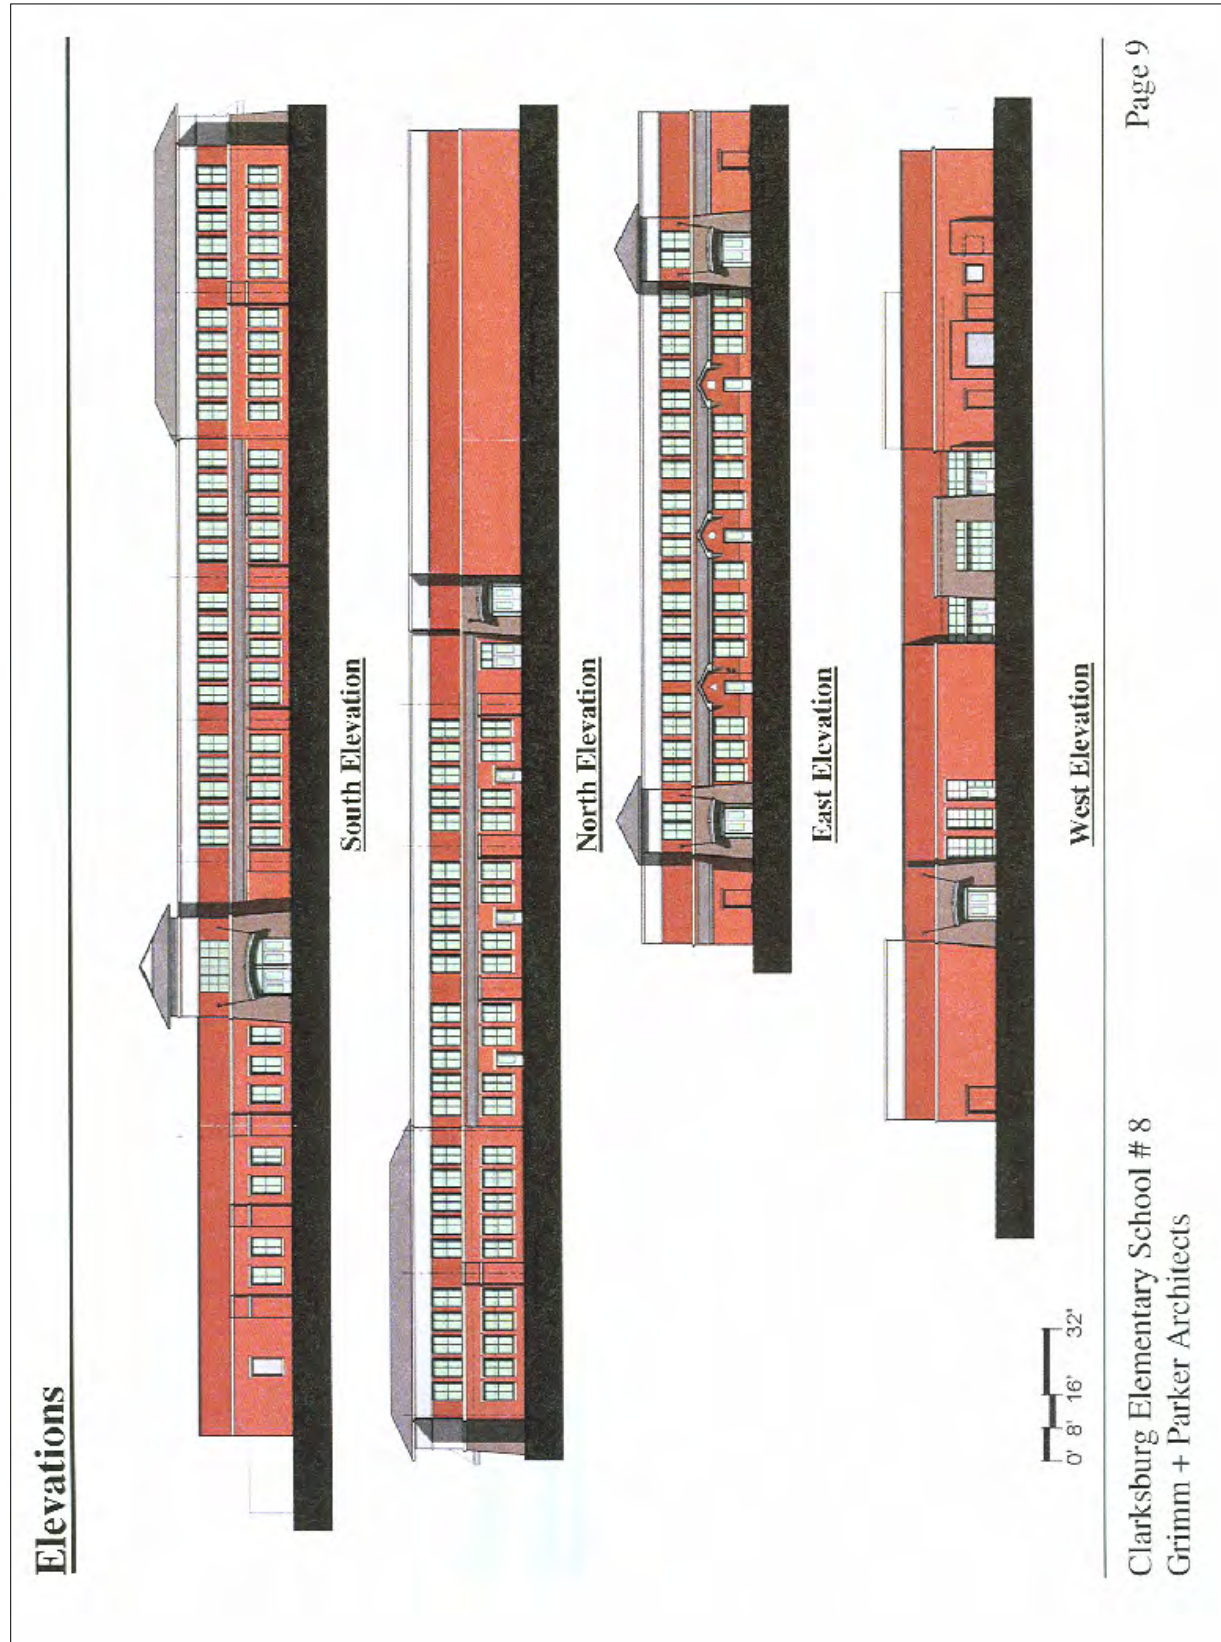 Elevations
South Elevation
North Elevation
East Elevation
West Elevation
0' 8' 16' 32'
Clarksburg Elementary School # 8
Page 9
Grimm + Parker Architects